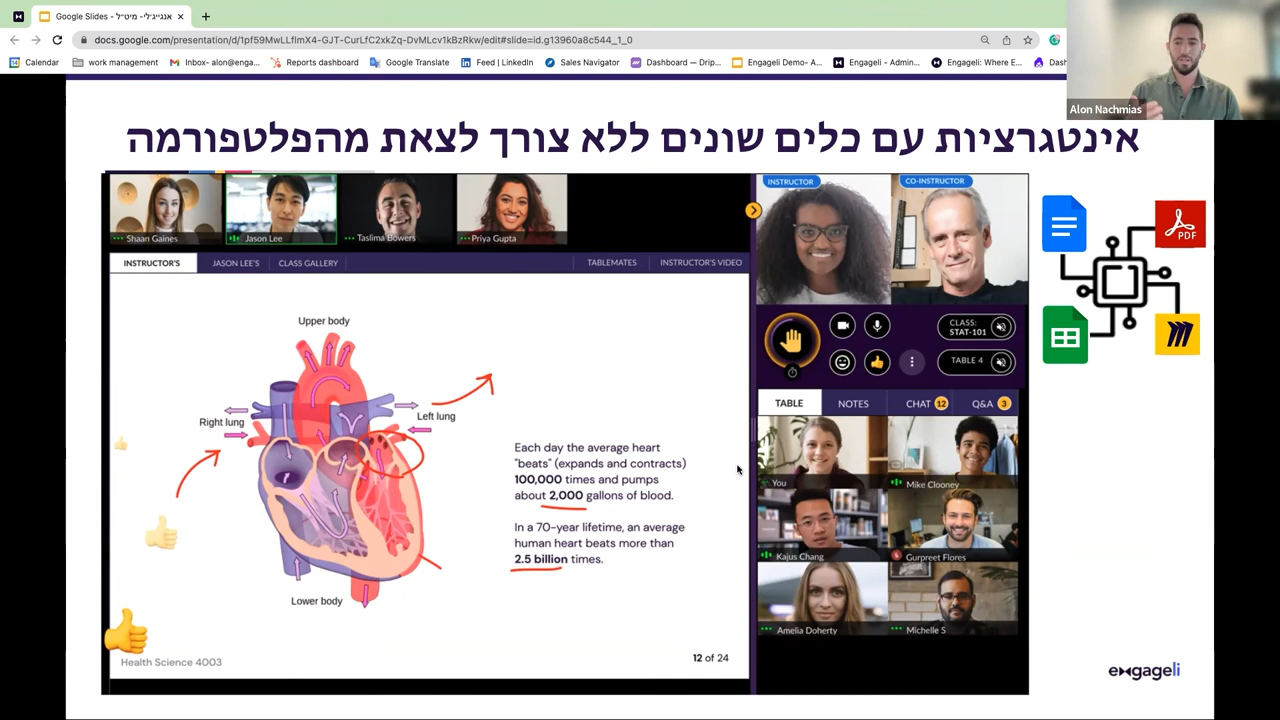 Google Slides - אנגייג'לי- מיט"ל
docs.google.com/presentation/d/1pf59MwLLflmX4-GJT-CurLfC2xkZq-DvMLcv1kBzRkw/edit#slide=id.g13960a8c544_1_0
Calendar
work management
Inbox- alon@enga...
Reports dashboard
Google Translate
Feed | LinkedIn
Sales Navigator
Dashboard — Drip...
Engageli Demo- A...
Engageli - Admin...
Engageli: Where E...
Dash
Alon Nachmias
אינטגרציות עם כלים שונים ללא צורך לצאת מהפלטפורמה
Shaan Gaines
Jason Lee
Taslima Bowers
Priya Gupta
INSTRUCTOR
CO-INSTRUCTOR
INSTRUCTOR'S
JASON LEE'S
CLASS GALLERY
TABLEMATES
INSTRUCTOR'S VIDEO
Upper body
Right lung
Left lung
Lower body
Each day the average heart
"beats" (expands and contracts)
100,000 times and pumps
about 2,000 gallons of blood.
In a 70-year lifetime, an average
human heart beats more than
2.5 billion times.
Health Science 4003
12 of 24
CLASS:
STAT-101
TABLE 4
TABLE
NOTES
CHAT 12
Q&A 3
You
Mike Clooney
Kajus Chang
Gurpreet Flores
Amelia Doherty
Michelle S
PDF
engageli